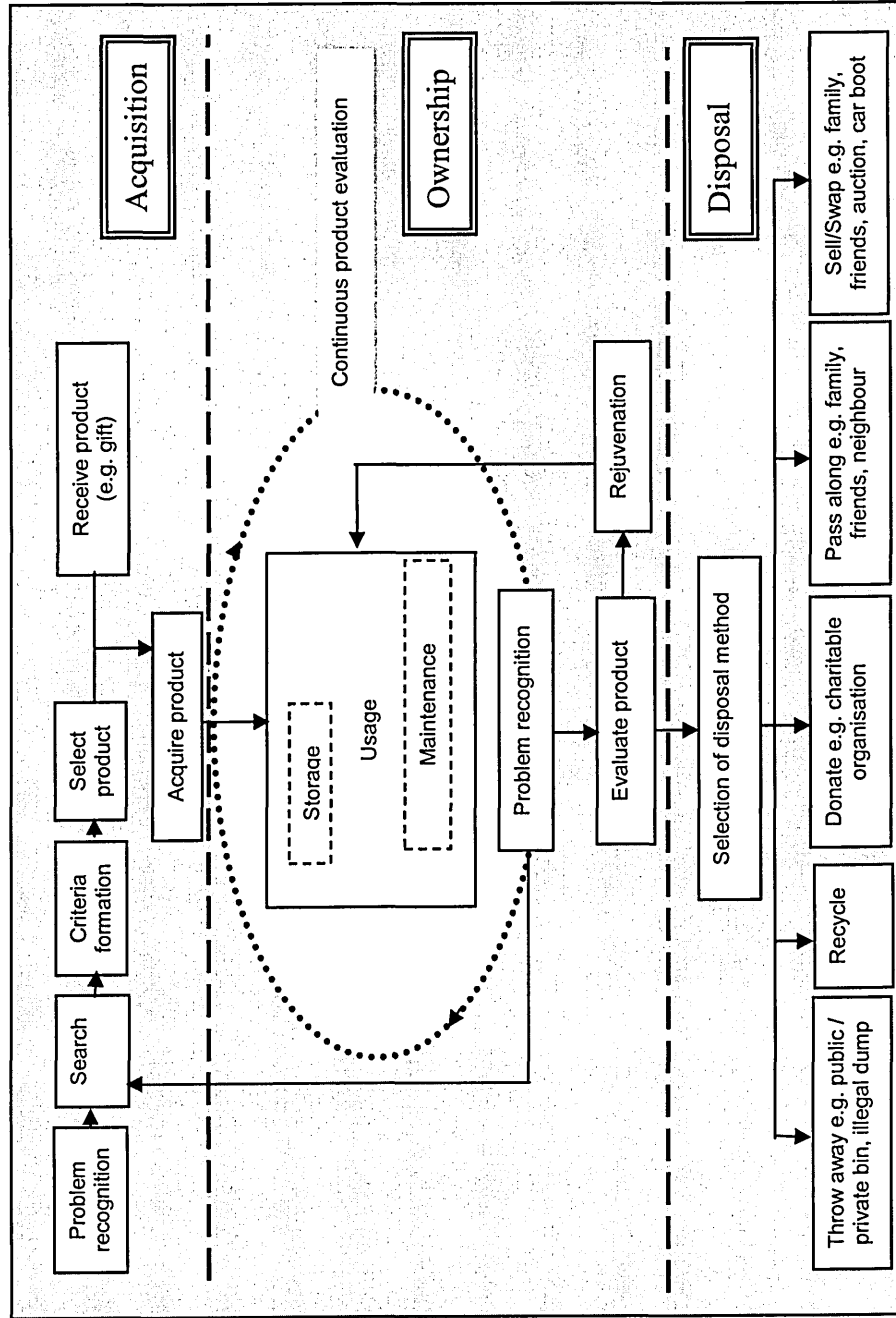 Acquisition
Problem
recognition
Search
Criteria
formation
Select
product
Receive product
(e.g. gift)
Acquire product
Continuous product evaluation
Ownership
Storage
Usage
Maintenance
Problem recognition
Evaluate product
Rejuvenation
Disposal
Selection of disposal method
Throw away e.g. public /
private bin, illegal dump
Recycle
Donate e.g. charitable
organisation
Pass along e.g. family,
friends, neighbour
Sell/Swap e.g. family,
friends, auction, car boot